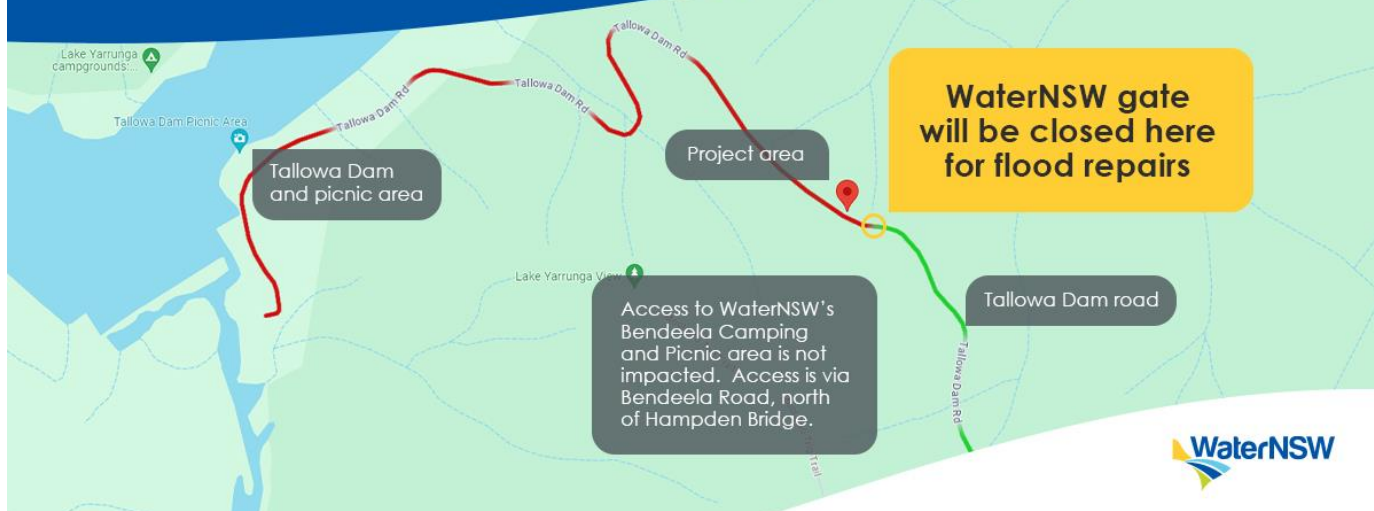 Lake Yarrunga
campgrounds:...
Tallowa Dam Rd
Tallowa Dam Picnic Area
Tallowa Dam Rd
Tallowa Dam Rd
WaterNSW gate
will be closed here
for flood repairs
Project area
Tallowa Dam
and picnic area
Lake Yarrunga View
Tallowa Dam road
Access to WaterNSW's
Bendeela Camping
and Picnic area is not
impacted. Access is via
Bendeela Road, north
of Hampden Bridge.
Tallowa Dam Rd
Trail
WaterNSW